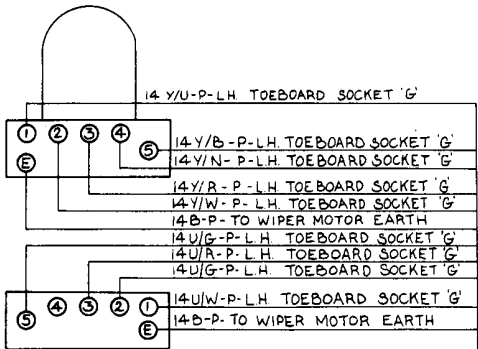 14 Y/U-P-L.H. TOEBOARD SOCKET 'G'
1 2 3 4
5 14 Y/B-P-L.H. TOEBOARD SOCKET 'G'
E 14 Y/N-P-L.H. TOEBOARD SOCKET 'G'
14 Y/R-P-L.H. TOEBOARD SOCKET 'G'
14 Y/W-P-L.H. TOEBOARD SOCKET 'G'
14 B-P-TO WIPER MOTOR EARTH
14 U/G-P-L.H. TOEBOARD SOCKET 'G'
14 U/R-P-L.H. TOEBOARD SOCKET 'G'
14 U/G-P-L.H. TOEBOARD SOCKET 'G'
5 4 3 2 1 14 U/W-P-L.H. TOEBOARD SOCKET 'G'
E 14 B-P-TO WIPER MOTOR EARTH